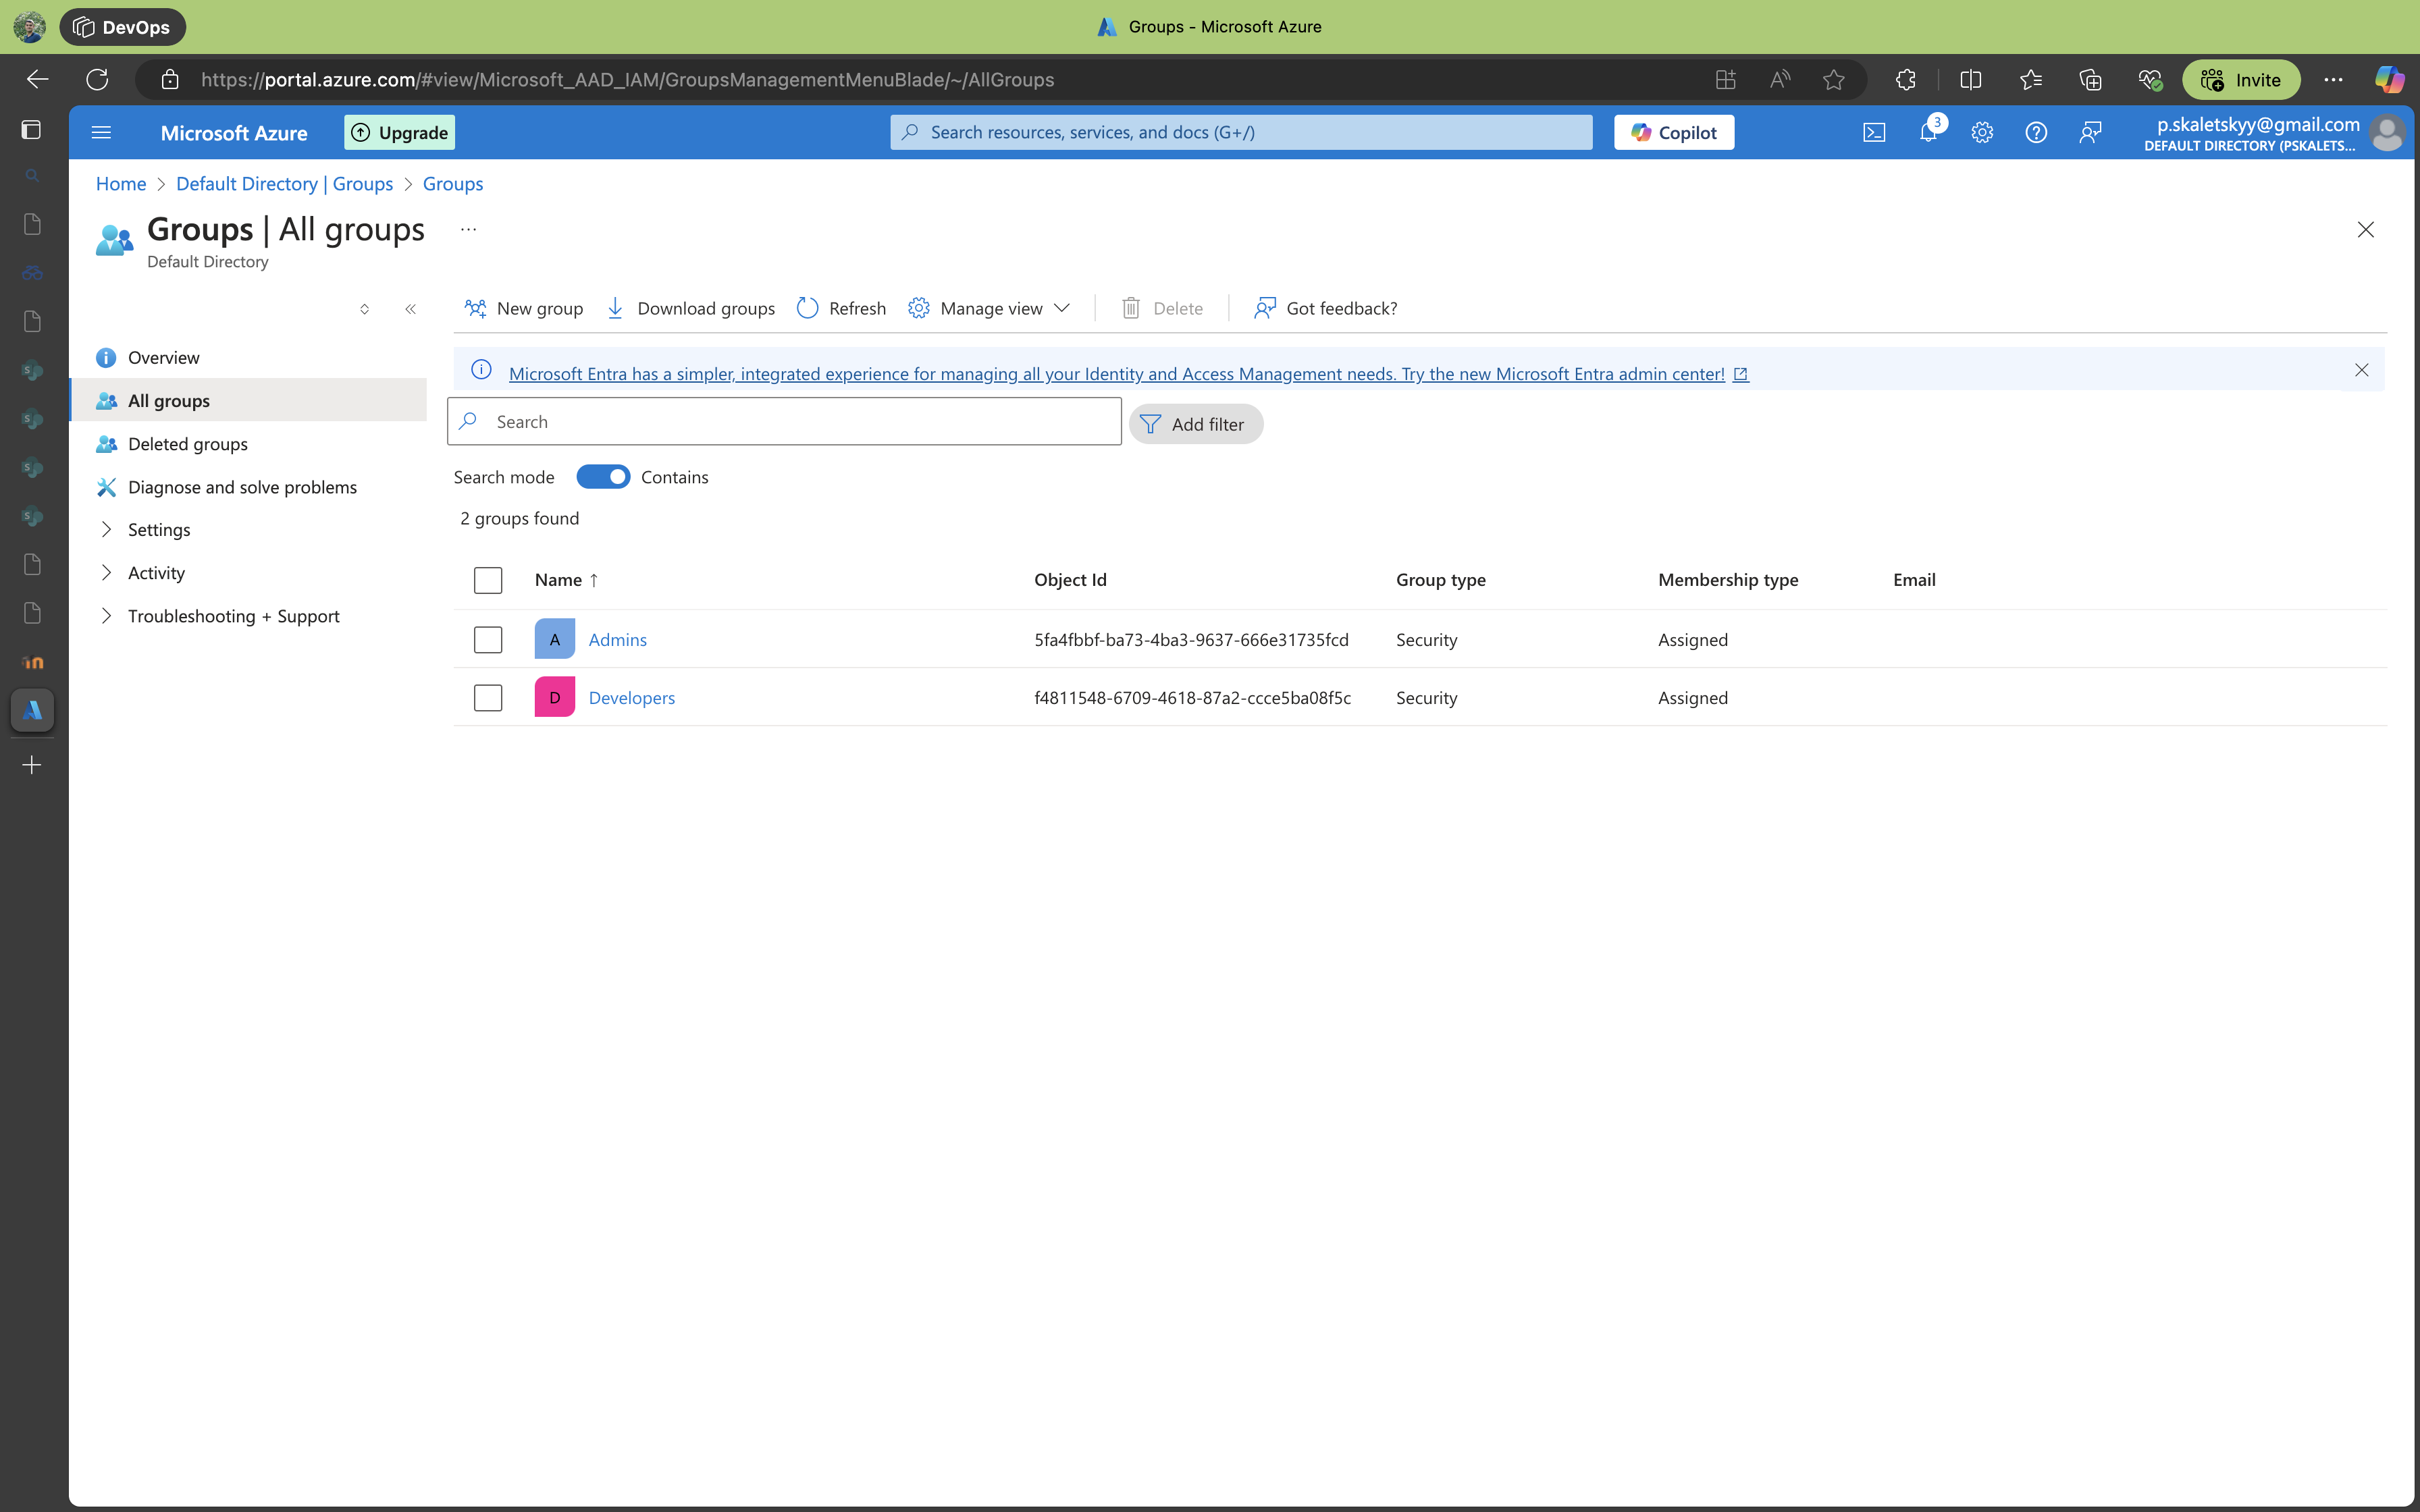 DevOps
Groups - Microsoft Azure
https://portal.azure.com/#view/Microsoft_AAD_IAM/GroupsManagementMenuBlade/~/AllGroups
Invite
Microsoft Azure
Upgrade
Search resources, services, and docs (G+/)
Copilot
3
p.skaletskyy@gmail.com
DEFAULT DIRECTORY (PSKALETS...
Home > Default Directory | Groups > Groups
Groups | All groups
Default Directory
New group
Download groups
Refresh
Manage view
Delete
Got feedback?
Overview
All groups
Deleted groups
Diagnose and solve problems
Settings
Activity
Troubleshooting + Support
Microsoft Entra has a simpler, integrated experience for managing all your Identity and Access Management needs. Try the new Microsoft Entra admin center!
Search
Add filter
Search mode
Contains
2 groups found
Name ↑ Object Id Group type Membership type Email
A Admins 5fa4fbbf-ba73-4ba3-9637-666e31735fcd Security Assigned
D Developers f4811548-6709-4618-87a2-ccce5ba08f5c Security Assigned